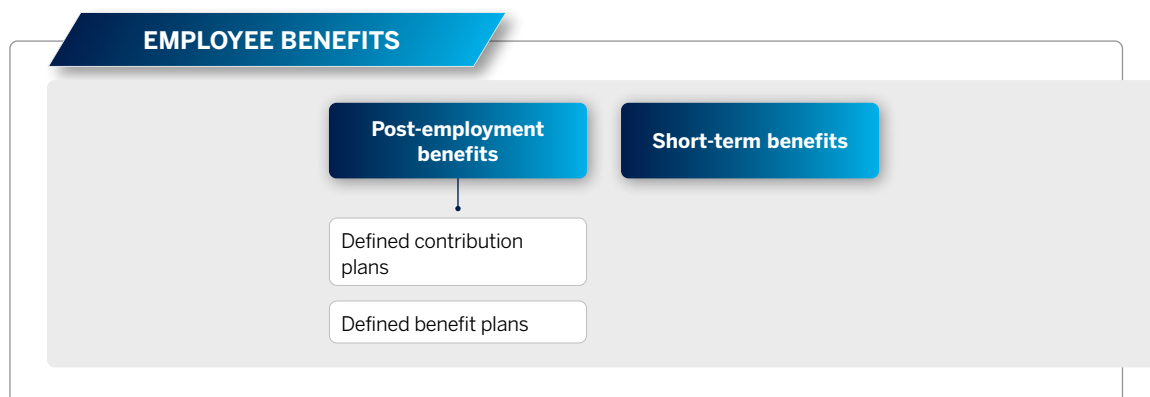 EMPLOYEE BENEFITS
Post-employment
benefits
Short-term benefits
Defined contribution
plans
Defined benefit plans